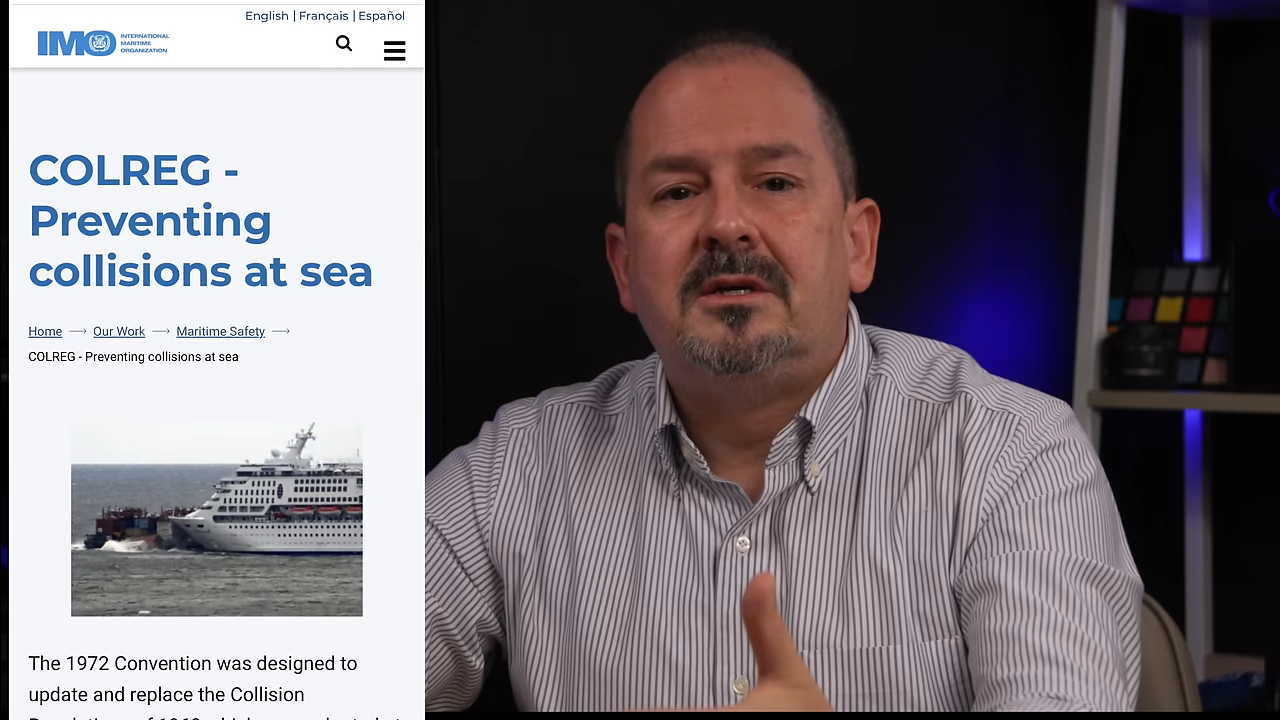 English | Français | Español
IMO
INTERNATIONAL
MARITIME
ORGANIZATION
COLREG -
Preventing
collisions at sea
Home → Our Work → Maritime Safety →
COLREG - Preventing collisions at sea
The 1972 Convention was designed to
update and replace the Collision